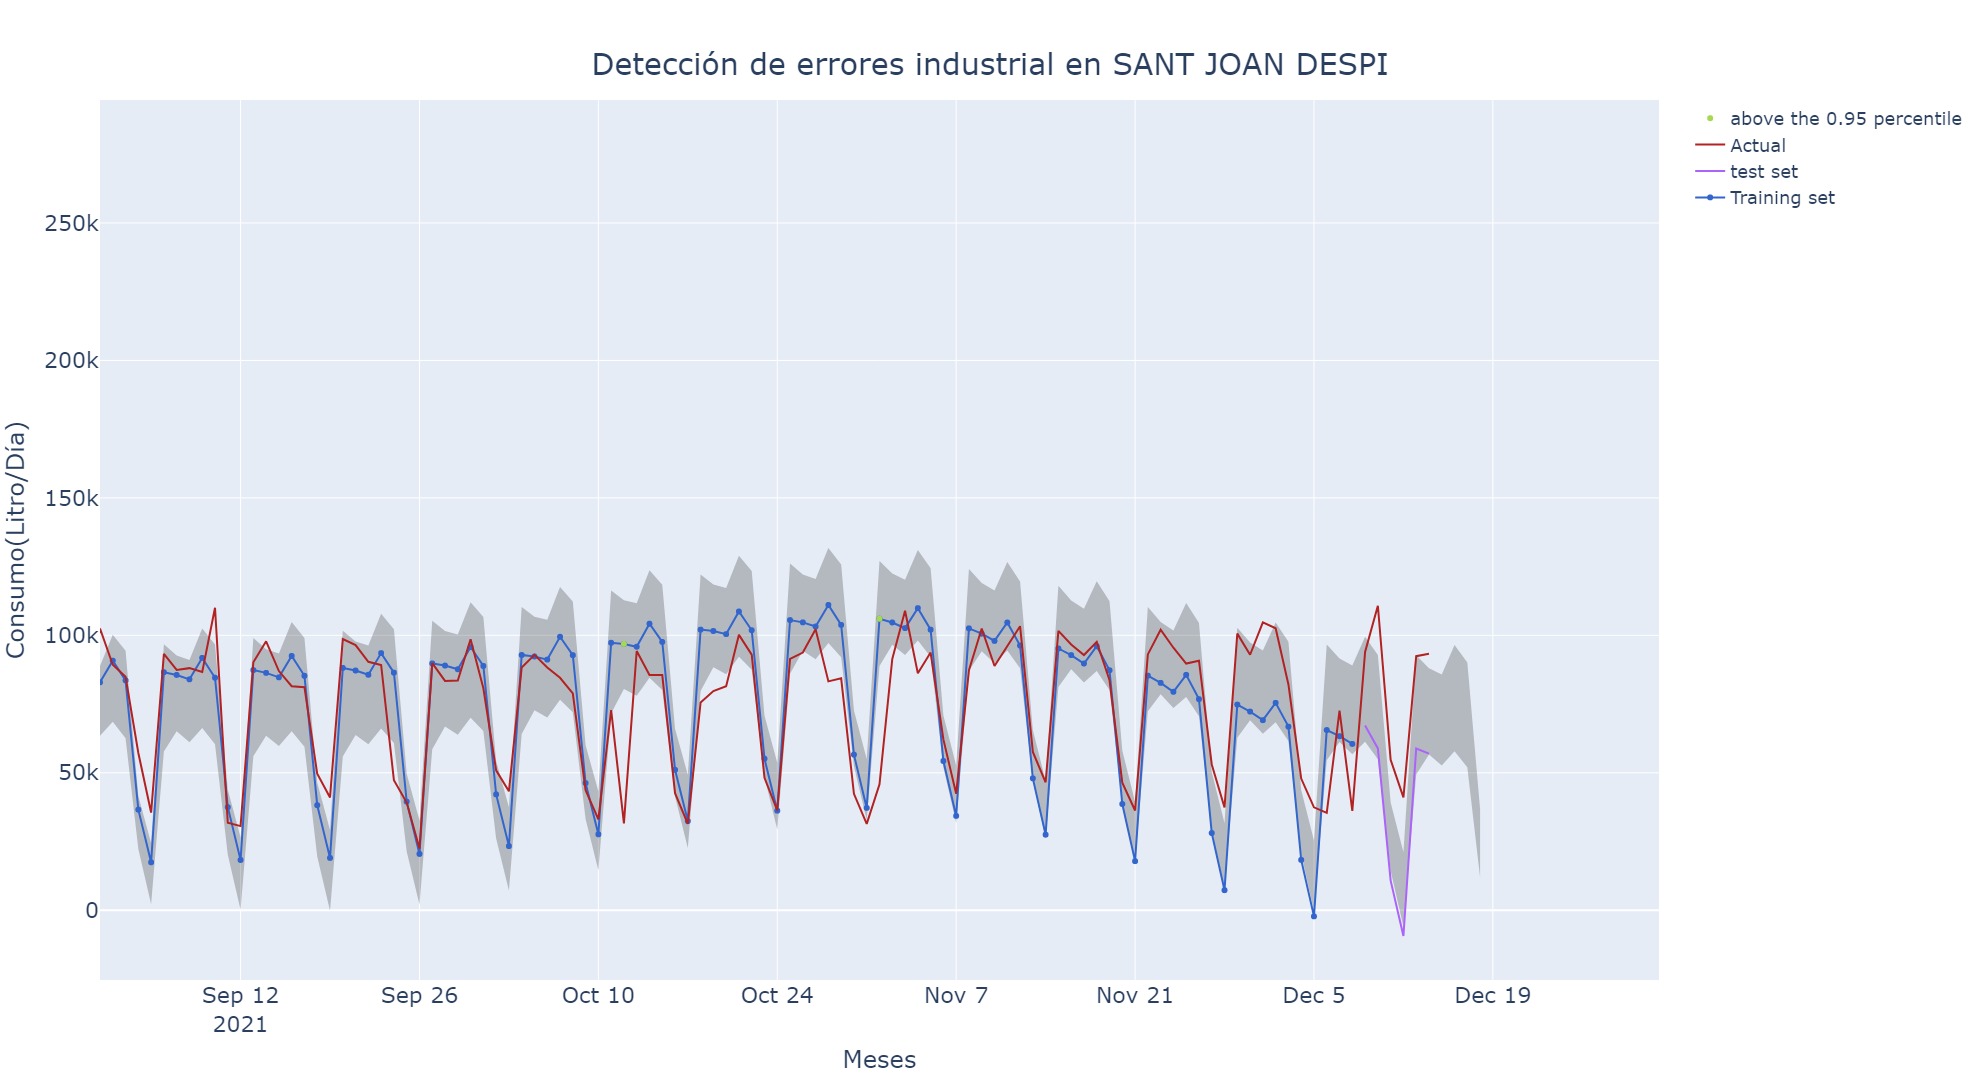 Detección de errores industrial en SANT JOAN DESPI
above the 0.95 percentile
Actual
test set
Training set
250k
200k
150k
100k
50k
0
Consumo(Litro/Día)
Sep 12
2021
Sep 26
Oct 10
Oct 24
Nov 7
Nov 21
Dec 5
Dec 19
Meses